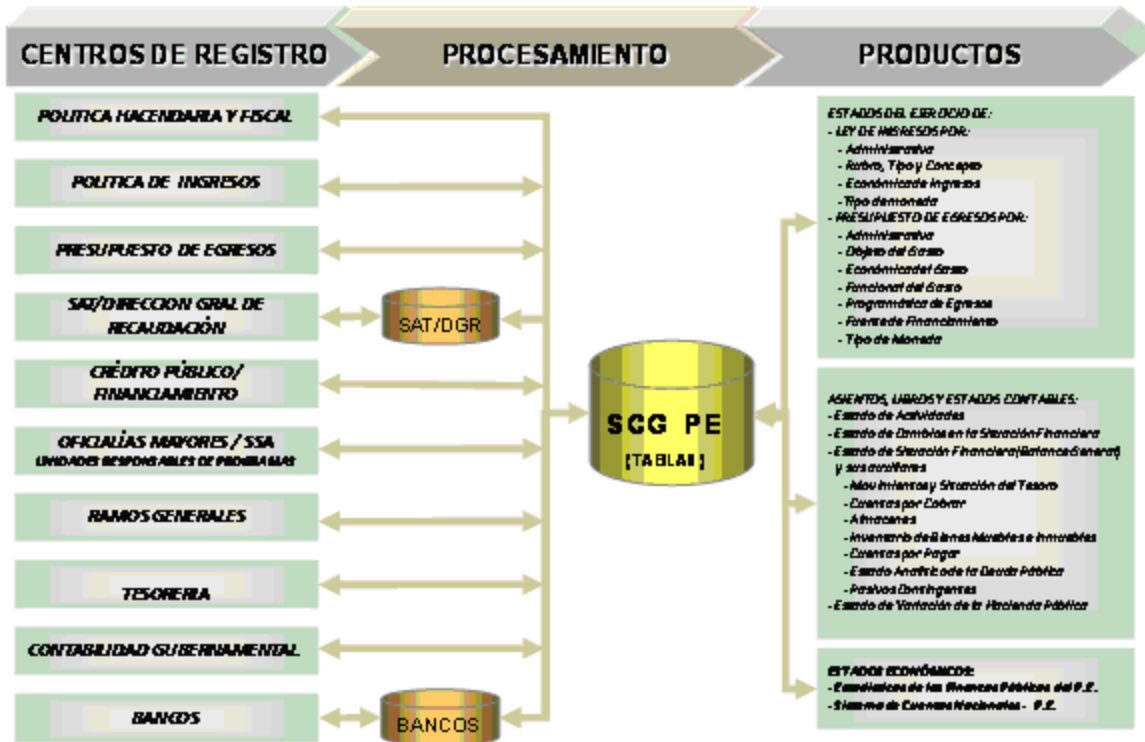 CENTROS DE REGISTRO
PROCESAMIENTO
PRODUCTOS
POLITICA HACENDARIA Y FISCAL
POLITICA DE INGRESOS
PRESUPUESTO DE EGRESOS
SAT/DIRECCION GRAL DE
RECAUDACIÓN
CRÉDITO PÚBLICO/
FINANCIAMIENTO
OFICIALÍAS MAYORES / SSA
UNIDADES RESPONSABLES DE PROGRAMAS
RAMOS GENERALES
TESORERIA
CONTABILIDAD GUBERNAMENTAL
BANCOS
SAT/DGR
BANCOS
SCG PE
(TABLAS)
ESTADOS DEL EJERCICIO DE:
- LEY DE INGRESOS POR:
- Administrativa
- Rubro, Tipo y Concepto
- Económica de Ingresos
- Tipo de moneda
- PRESUPUESTO DE EGRESOS POR:
- Administrativa
- Objeto del Gasto
- Económica del Gasto
- Funcional del Gasto
- Programática de Egresos
- Fuente de Financiamiento
- Tipo de Moneda
ASIENTOS, LIBROS Y ESTADOS CONTABLES:
- Estado de Actividades
- Estado de Cambios en la Situación Financiera
- Estado de Situación Financiera (Balance General)
y sus auxiliares
- Movimientos y Situación del Tesoro
- Cuentas por Cobrar
- Almacenes
- Inventario de Bienes Muebles e Inmuebles
- Cuentas por Pagar
- Estado Analítico de la Deuda Pública
- Pasivos Contingentes
- Estado de Variación de la Hacienda Pública
ESTADOS ECONÓMICOS:
- Estadísticas de las Finanzas Públicas del P.E.
- Sistema de Cuentas Nacionales - P.E.